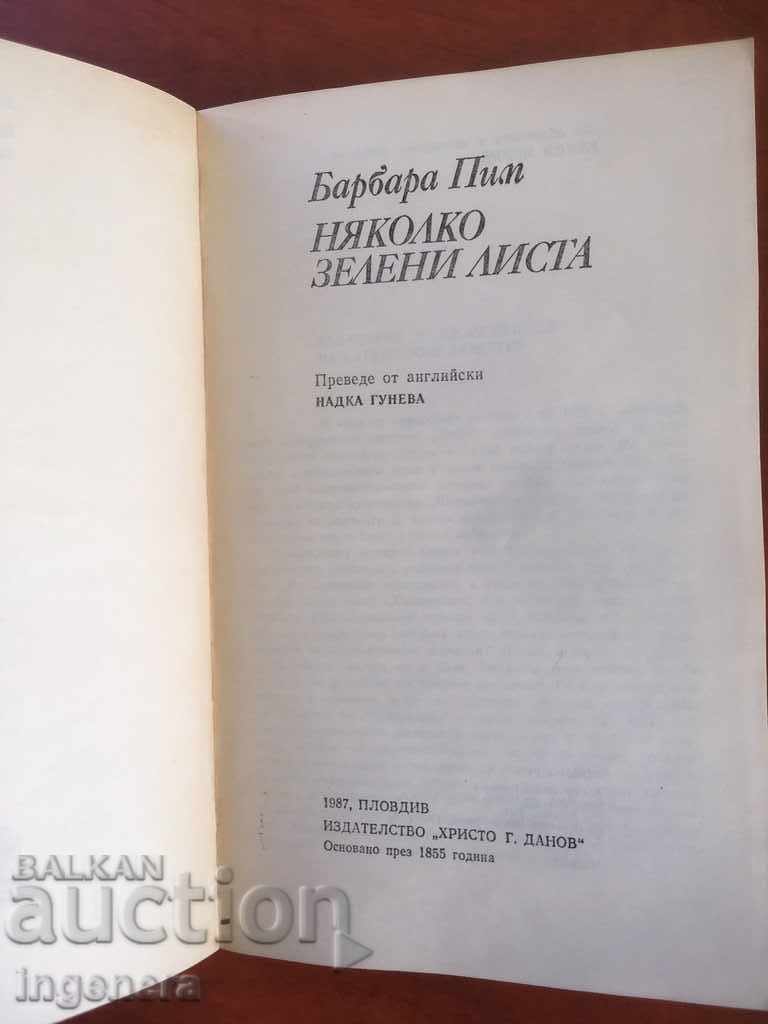 Барбара Пим
НЯКОЛКО
ЗЕЛЕНИ ЛИСТА
Преведе от английски
НАДКА ГУНЕВА
1987, ПЛОВДИВ
ИЗДАТЕЛСТВО „ХРИСТО Г. ДАНОВ“
Основано през 1855 година
BALKAN
auction
ingenera